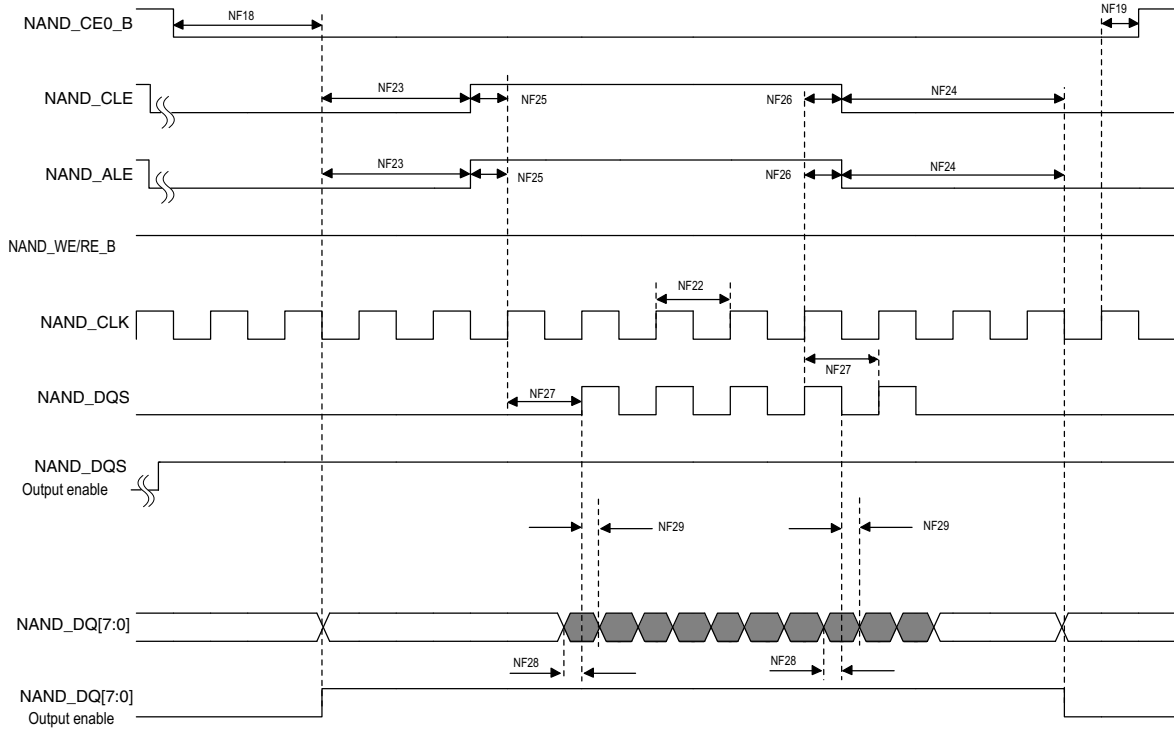 NAND_CE0_B
NF18
NF19
NAND_CLE
NF23
NF25
NF26
NF24
NAND_ALE
NF23
NF25
NF26
NF24
NAND_WE/RE_B
NF22
NAND_CLK
NF27
NAND_DQS
NF27
NAND_DQS
Output enable
NF29
NF29
NAND_DQ[7:0]
NF28
NF28
NAND_DQ[7:0]
Output enable